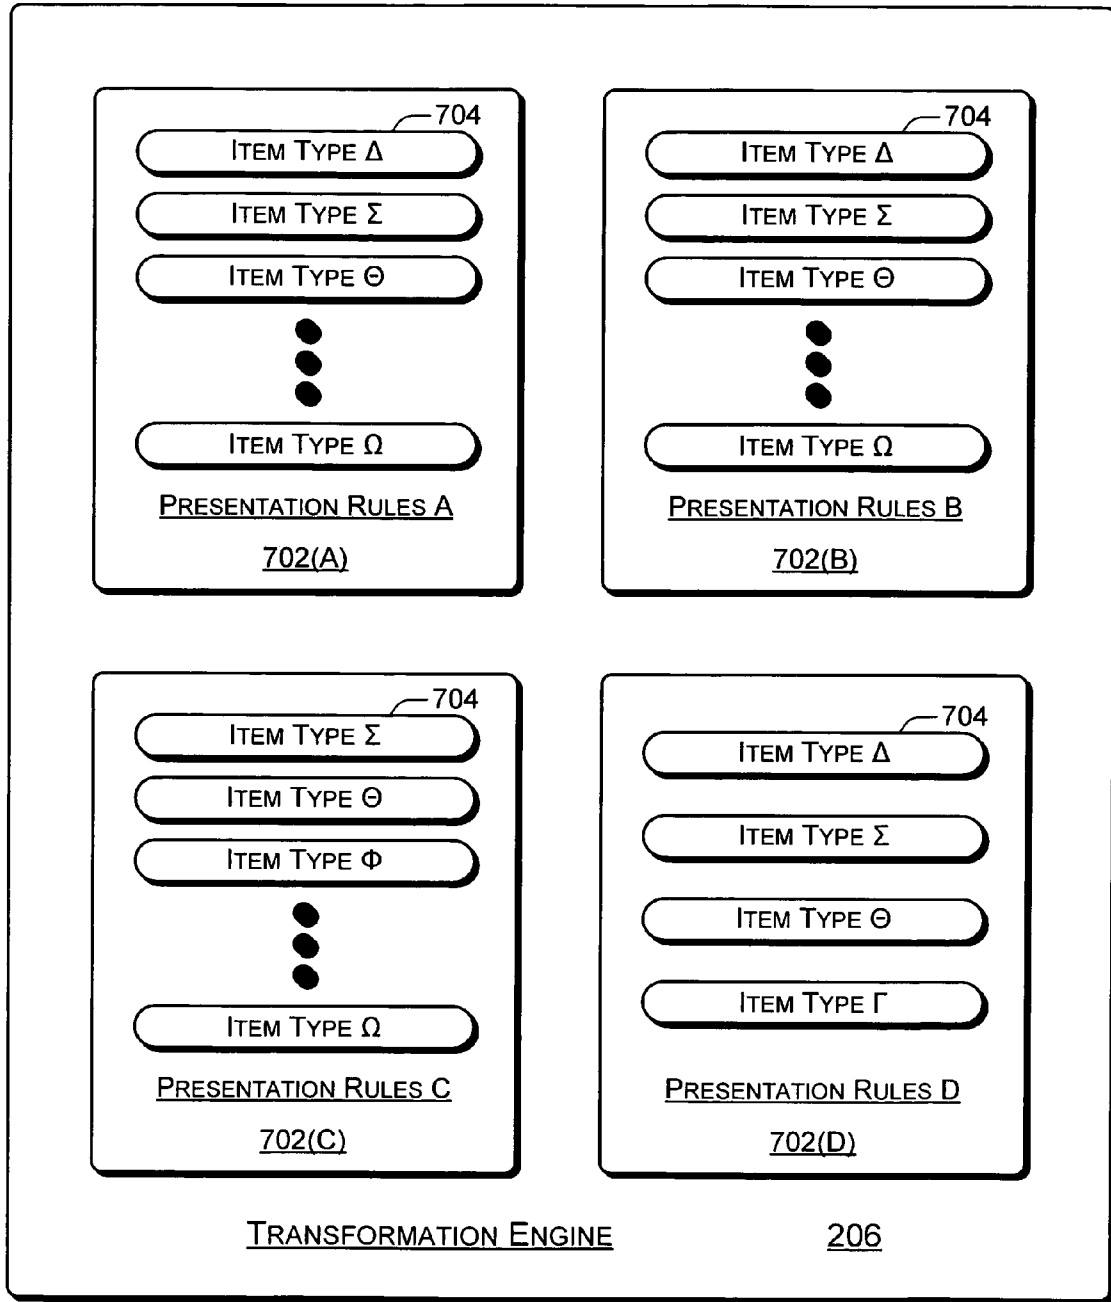 704
ITEM TYPE Δ
ITEM TYPE Σ
ITEM TYPE Θ
ITEM TYPE Ω
PRESENTATION RULES A
702(A)
704
ITEM TYPE Δ
ITEM TYPE Σ
ITEM TYPE Θ
ITEM TYPE Ω
PRESENTATION RULES B
702(B)
704
ITEM TYPE Σ
ITEM TYPE Θ
ITEM TYPE Φ
ITEM TYPE Ω
PRESENTATION RULES C
702(C)
704
ITEM TYPE Δ
ITEM TYPE Σ
ITEM TYPE Θ
ITEM TYPE Γ
PRESENTATION RULES D
702(D)
TRANSFORMATION ENGINE 206